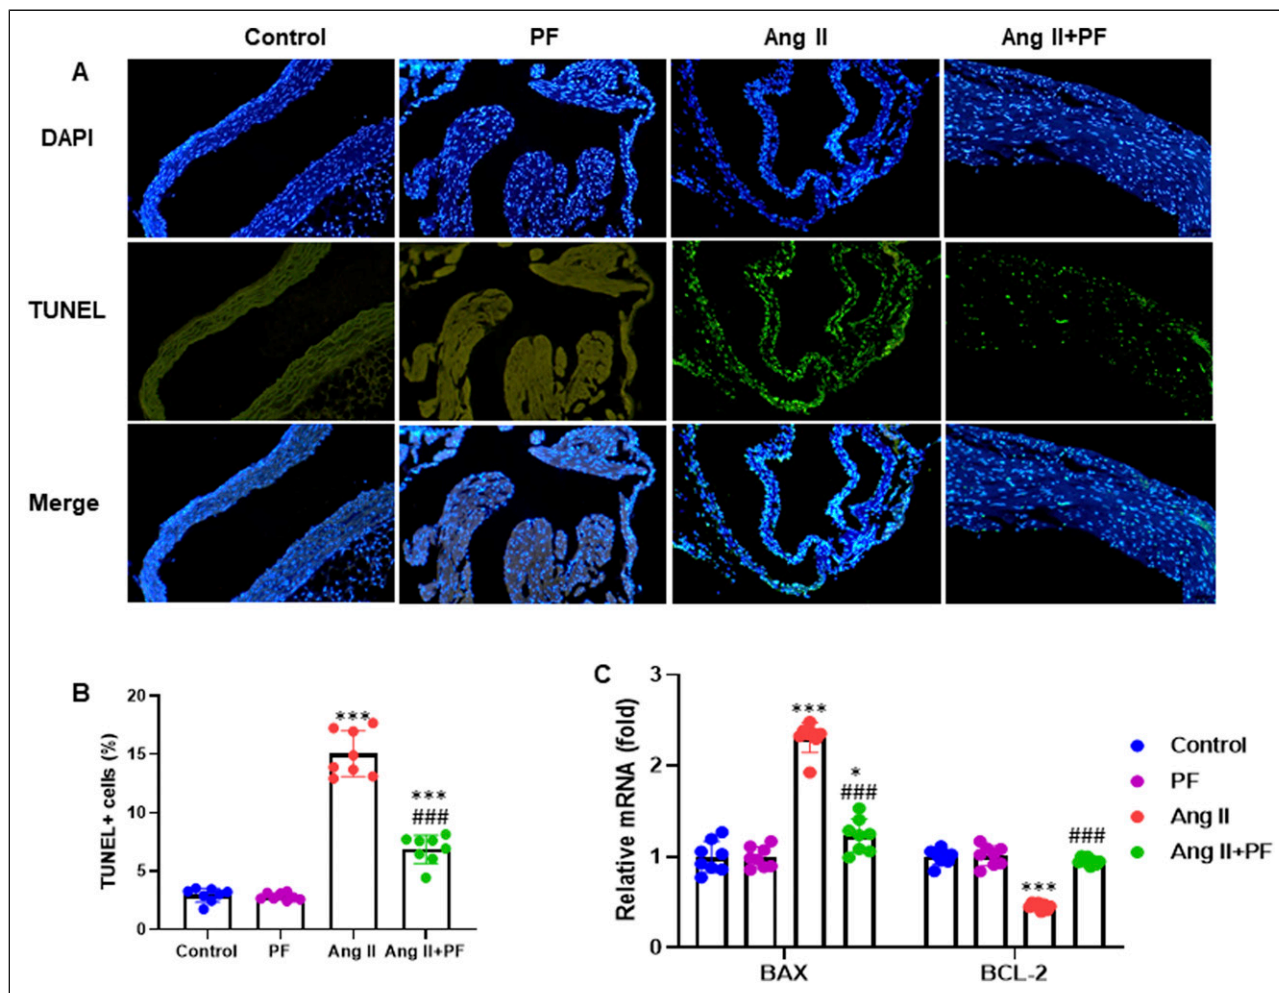 Control PF Ang II Ang II+PF
A
DAPI
TUNEL
Merge
B
TUNEL+ cells (%)
20
15
10
5
0
***
***
###
Control PF Ang II Ang II+PF
C
Relative mRNA (fold)
3
2
1
0
***
*
###
***
###
BAX BCL-2
Control
PF
Ang II
Ang II+PF